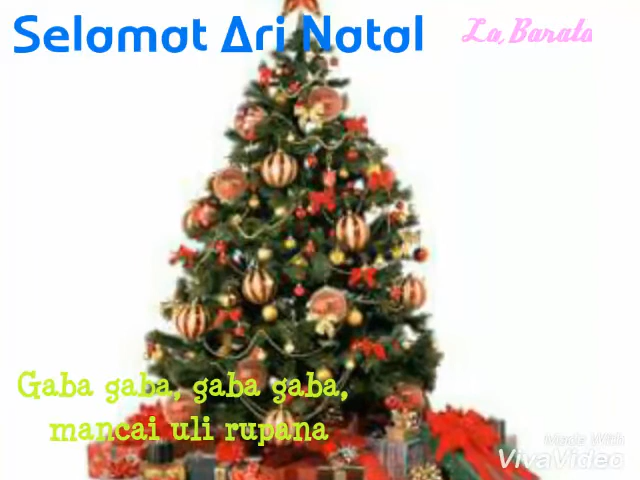 Selamat Ari Natal
La, Barata
Gaba gaba, gaba gaba,
mancai uli rupana
Made With
VivaVideo